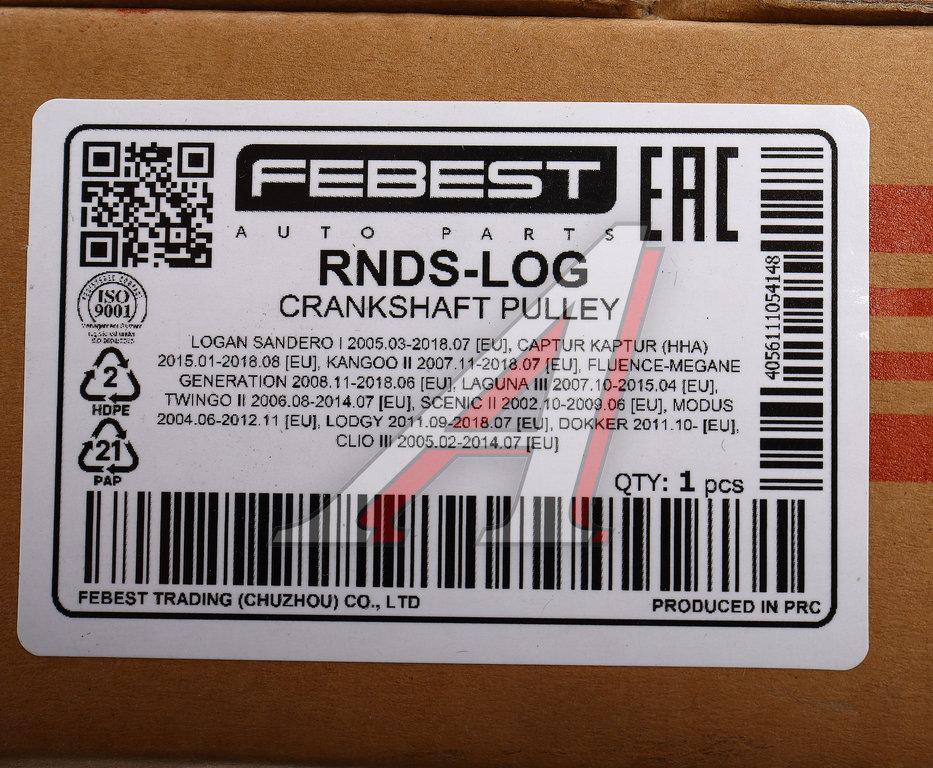 FEBEST
AUTO PARTS
EAC
RNDS-LOG
CRANKSHAFT PULLEY
ISO
9001
Management System
LOGAN SANDERO I 2005.03-2018.07 [EU], CAPTUR KAPTUR (HHA)
2015.01-2018.08 [EU], KANGOO II 2007.11-2018.07 [EU], FLUENCE-MEGANE
GENERATION 2008.11-2018.06 [EU], LAGUNA III 2007.10-2015.04 [EU],
TWINGO II 2006.08-2014.07 [EU], SCENIC II 2002.10-2009.06 [EU], MODUS
2004.06-2012.11 [EU], LODGY 2011.09-2018.07 [EU], DOKKER 2011.10- [EU],
CLIO III 2005.02-2014.07 [EU]
2
HDPE
21
PAP
4056111054148
QTY: 1 pcs
FEBEST TRADING (CHUZHOU) CO., LTD
PRODUCED IN PRC